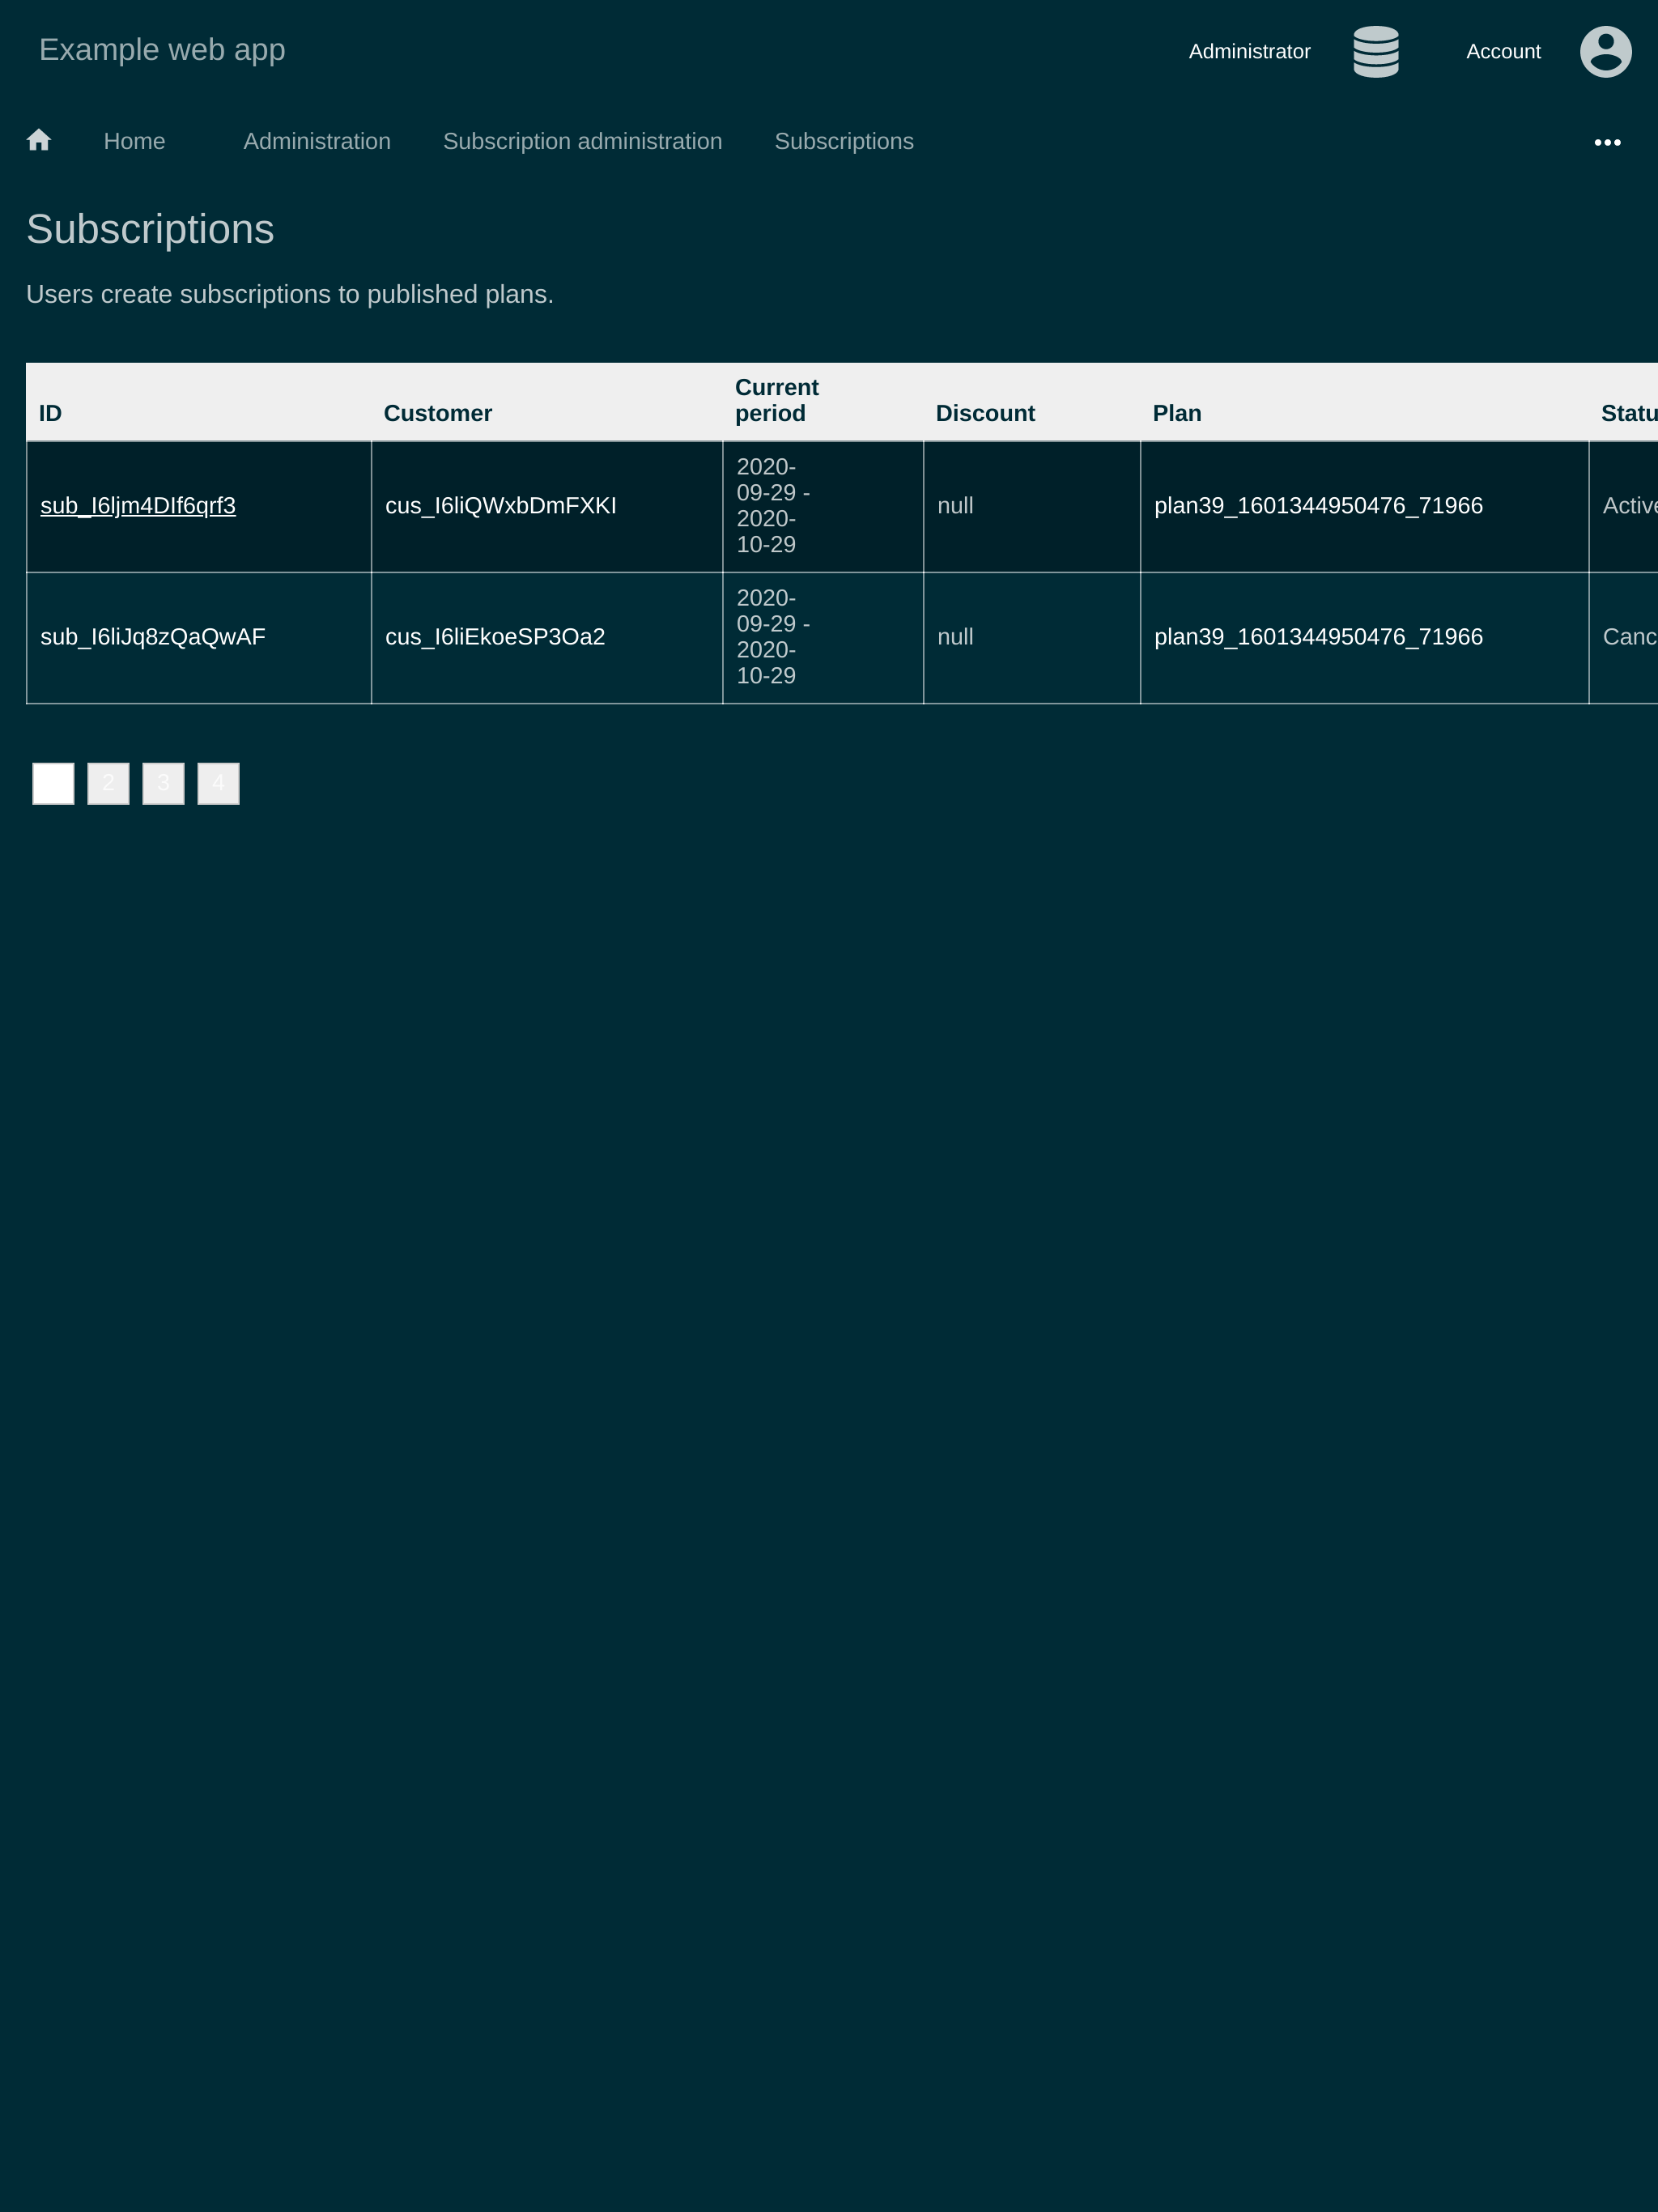 Example web app
Administrator
Account
Home
Administration
Subscription administration
Subscriptions
Subscriptions
Users create subscriptions to published plans.
ID
Customer
Current
period
Discount
Plan
Statu
sub_I6ljm4DIf6qrf3
cus_I6liQWxbDmFXKI
2020-
09-29 -
2020-
10-29
null
plan39_1601344950476_71966
Active
sub_I6liJq8zQaQwAF
cus_I6liEkoeSP3Oa2
2020-
09-29 -
2020-
10-29
null
plan39_1601344950476_71966
Canc
2
3
4